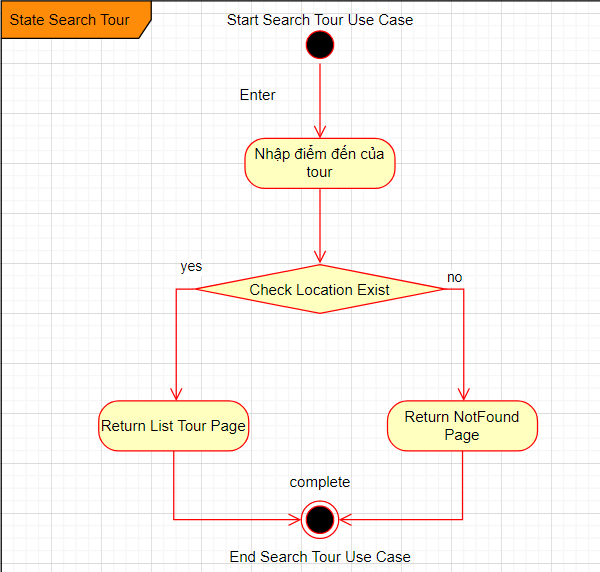 State Search Tour
Start Search Tour Use Case
Enter
Nhập điểm đến của
tour
yes
no
Check Location Exist
Return List Tour Page
Return NotFound
Page
complete
End Search Tour Use Case